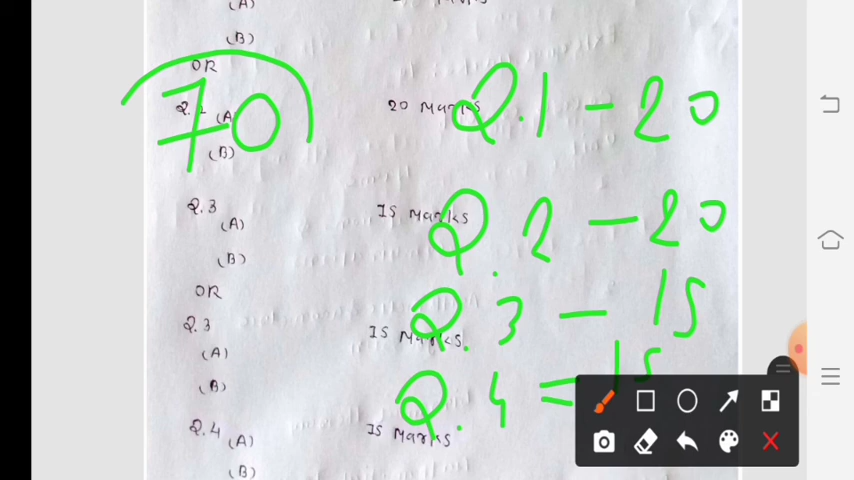 (A)
(B)
OR
Q.2 (A 20 Marks
(B)
70
Q.1 - 20
Q.3 15 Marks
(A)
(B)
Q.2 - 20
OR
Q.3 15 Marks
(A)
(B)
Q.3 - 15
Q.4 = 15
Q.4 (A) 15 Marks
(B)